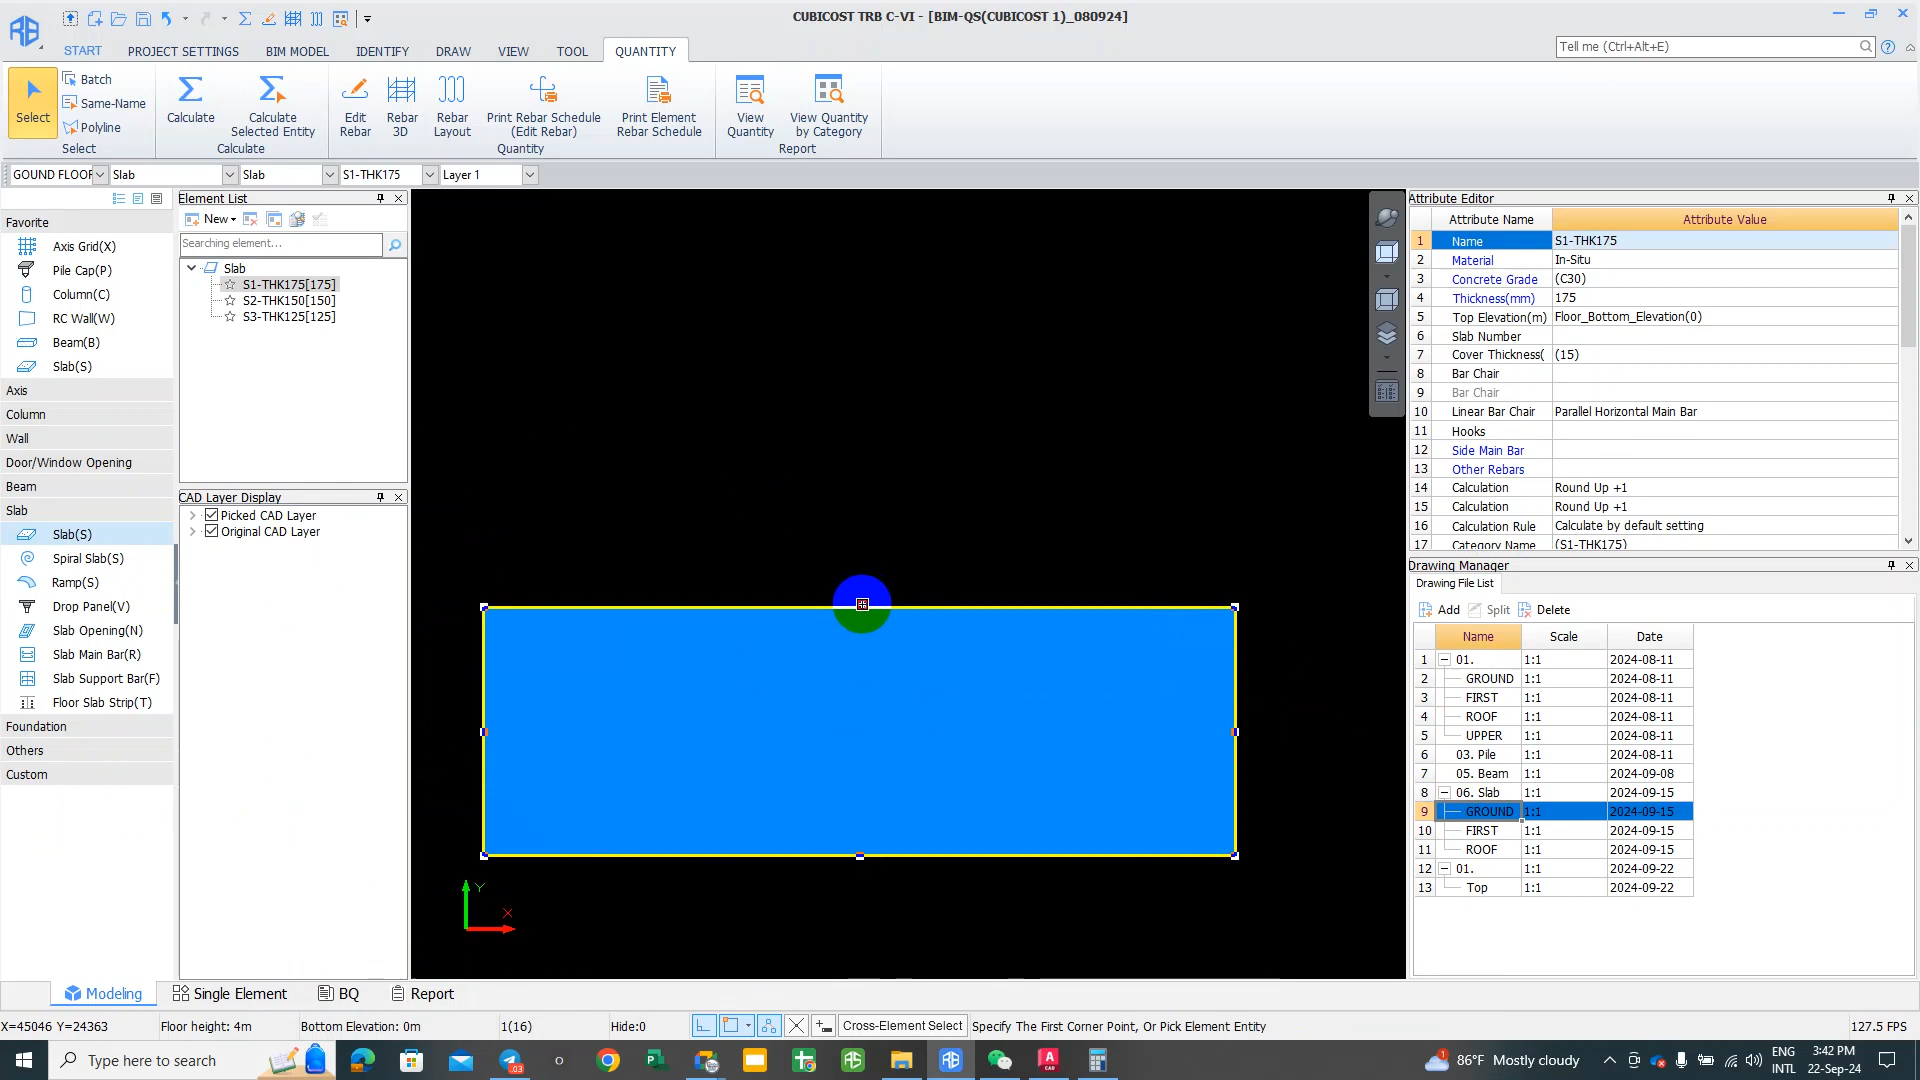 CUBICOST TRB C-VI - [BIM-QS(CUBICOST 1)_080924]
START
PROJECT SETTINGS
BIM MODEL
IDENTIFY
DRAW
VIEW
TOOL
QUANTITY
Tell me (Ctrl+Alt+E)
Select
Batch
Same-Name
Polyline
Select
Calculate
Calculate
Selected Entity
Calculate
Edit
Rebar
Rebar
3D
Rebar
Layout
Print Rebar Schedule
(Edit Rebar)
Print Element
Rebar Schedule
Quantity
View
Quantity
View Quantity
by Category
Report
GOUND FLOOR
Slab
Slab
S1-THK175
Layer 1
Favorite
Axis Grid(X)
Pile Cap(P)
Column(C)
RC Wall(W)
Beam(B)
Slab(S)
Axis
Column
Wall
Door/Window Opening
Beam
Slab
Slab(S)
Spiral Slab(S)
Ramp(S)
Drop Panel(V)
Slab Opening(N)
Slab Main Bar(R)
Slab Support Bar(F)
Floor Slab Strip(T)
Foundation
Others
Custom
Element List
New
Searching element...
Slab
S1-THK175[175]
S2-THK150[150]
S3-THK125[125]
CAD Layer Display
Picked CAD Layer
Original CAD Layer
Y
X
Attribute Editor
Attribute Name Attribute Value
1 Name S1-THK175
2 Material In-Situ
3 Concrete Grade (C30)
4 Thickness(mm) 175
5 Top Elevation(m) Floor_Bottom_Elevation(0)
6 Slab Number
7 Cover Thickness( (15)
8 Bar Chair
9 Bar Chair
10 Linear Bar Chair Parallel Horizontal Main Bar
11 Hooks
12 Side Main Bar
13 Other Rebars
14 Calculation Round Up +1
15 Calculation Round Up +1
16 Calculation Rule Calculate by default setting
17 Category Name (S1-THK175)
Drawing Manager
Drawing File List
Add Split Delete
Name Scale Date
1 01. 1:1 2024-08-11
2 GROUND 1:1 2024-08-11
3 FIRST 1:1 2024-08-11
4 ROOF 1:1 2024-08-11
5 UPPER 1:1 2024-08-11
6 03. Pile 1:1 2024-08-11
7 05. Beam 1:1 2024-09-08
8 06. Slab 1:1 2024-09-15
9 GROUND 1:1 2024-09-15
10 FIRST 1:1 2024-09-15
11 ROOF 1:1 2024-09-15
12 01. 1:1 2024-09-22
13 Top 1:1 2024-09-22
Modeling
Single Element
BQ
Report
X=45046 Y=24363
Floor height: 4m
Bottom Elevation: 0m
1(16)
Hide:0
Cross-Element Select
Specify The First Corner Point, Or Pick Element Entity
127.5 FPS
Type here to search
86°F Mostly cloudy
ENG
INTL
3:42 PM
22-Sep-24